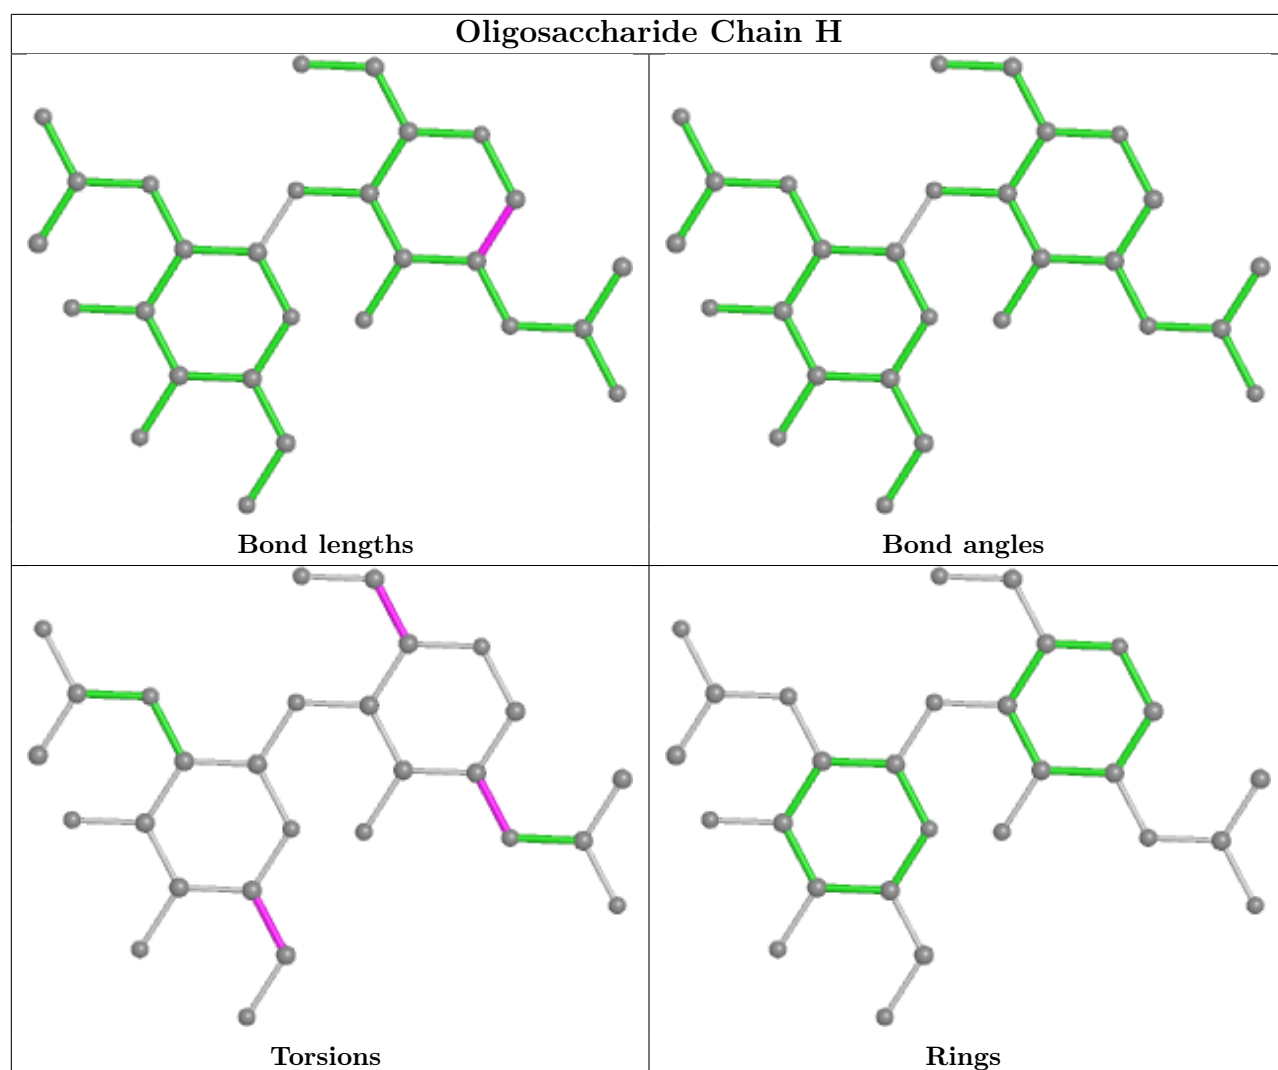 Oligosaccharide Chain H
Bond lengths
Bond angles
Torsions
Rings